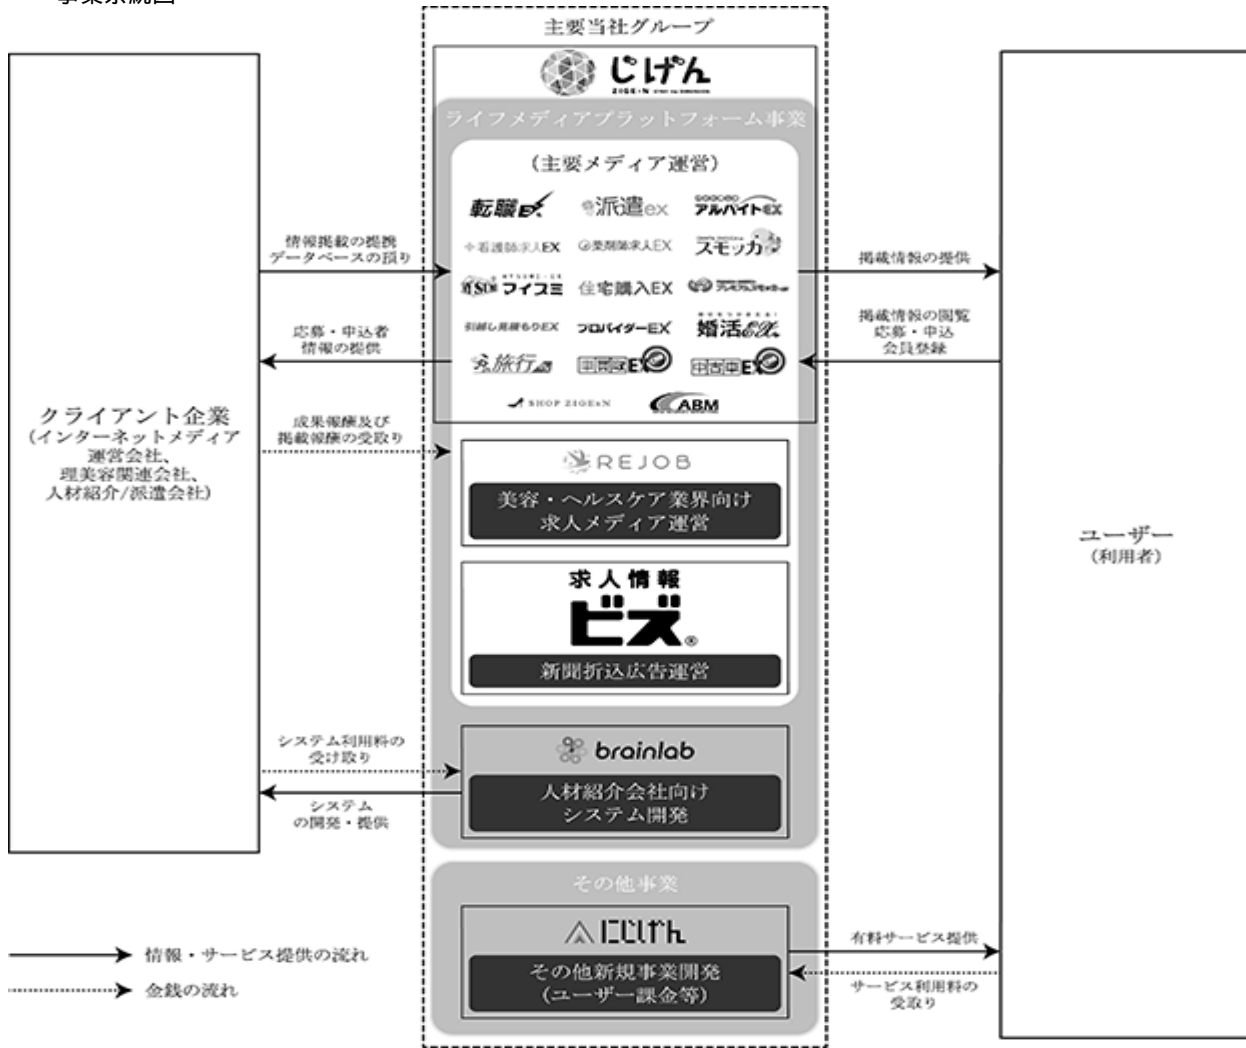 事業系統図
主要当社グループ
じげん
ZIGExN
ライフメディアプラットフォーム事業
(主要メディア運営)
転職EX
派遣ex
アルバイトEX
看護師求人EX
薬剤師求人EX
スモッカ
マイスミ
住宅購入EX
引越し見積もりEX
プロバイダーEX
婚活EX
旅行
車買取EX
中古車EX
SHOP ZIGExN
ABM
REJOB
美容・ヘルスケア業界向け
求人メディア運営
求人情報
ビズ®
新聞折込広告運営
brainlab
人材紹介会社向け
システム開発
その他事業
にじげん
その他新規事業開発
(ユーザー課金等)
クライアント企業
(インターネットメディア
運営会社、
理美容関連会社、
人材紹介/派遣会社)
情報掲載の提携
データベースの預り
応募・申込者
情報の提供
成果報酬及び
掲載報酬の受取り
システム利用料の
受け取り
システム
の開発・提供
掲載情報の提供
掲載情報の閲覧
応募・申込
会員登録
有料サービス提供
サービス利用料の
受取り
ユーザー
(利用者)
情報・サービス提供の流れ
金銭の流れ